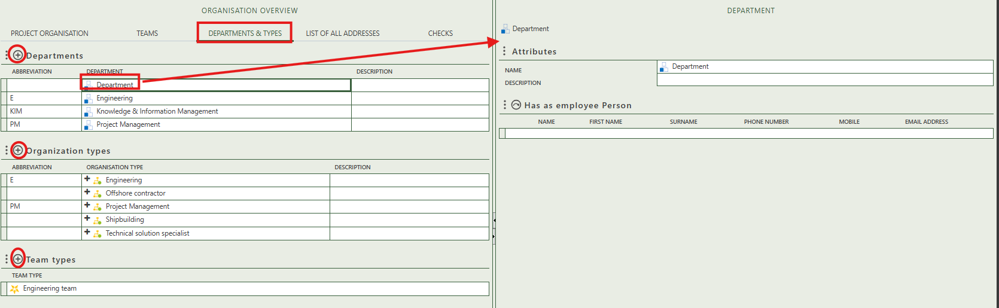 ORGANISATION OVERVIEW
PROJECT ORGANISATION TEAMS DEPARTMENTS & TYPES LIST OF ALL ADDRESSES CHECKS
Departments
ABBREVIATION DEPARTMENT DESCRIPTION
Department
E Engineering
KIM Knowledge & Information Management
PM Project Management
Organization types
ABBREVIATION ORGANISATION TYPE DESCRIPTION
E Engineering
Offshore contractor
PM Project Management
Shipbuilding
Technical solution specialist
Team types
TEAM TYPE
Engineering team
DEPARTMENT
Department
Attributes
NAME Department
DESCRIPTION
Has as employee Person
NAME FIRST NAME SURNAME PHONE NUMBER MOBILE EMAIL ADDRESS